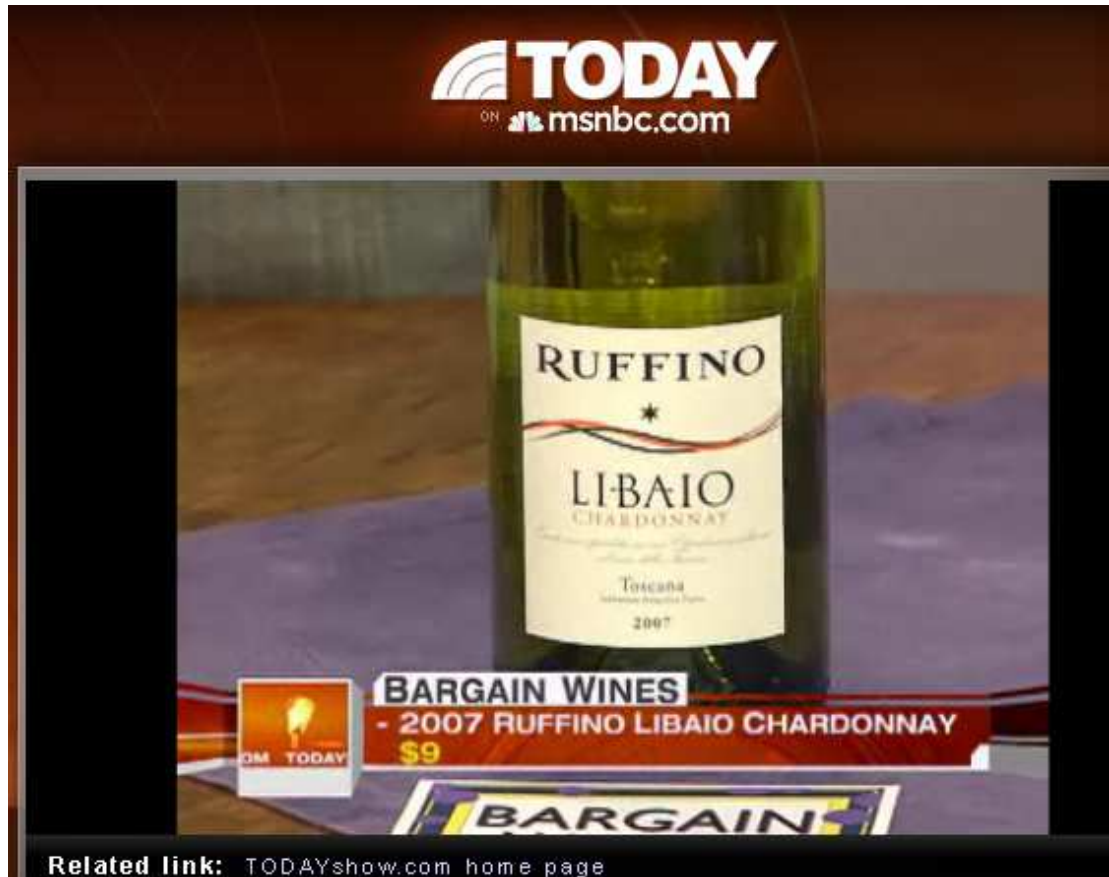 TODAY
ON msnbc.com
RUFFINO
LIBAIO
CHARDONNAY
Toscana
2007
BARGAIN WINES
- 2007 RUFFINO LIBAIO CHARDONNAY
$9
OM TODAY
BARGAIN
Related link: TODAYshow.com home page